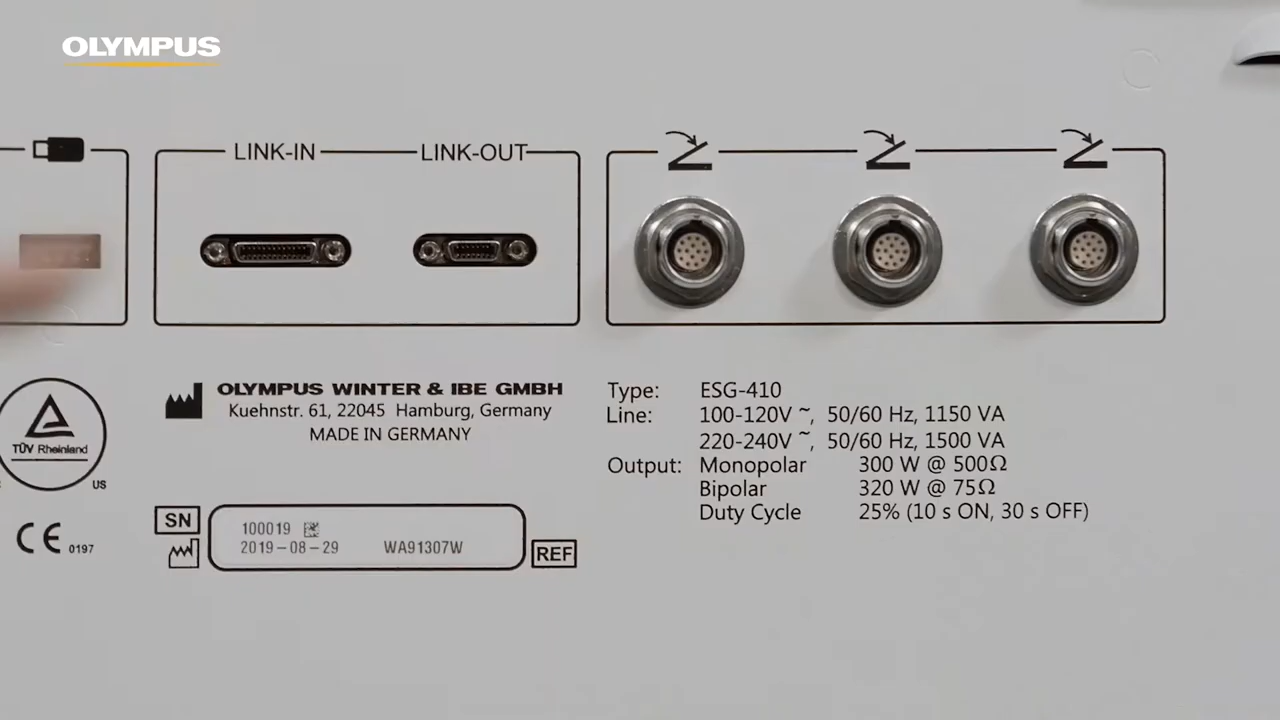 OLYMPUS
LINK-IN
LINK-OUT
OLYMPUS WINTER & IBE GMBH
Kuehnstr. 61, 22045 Hamburg, Germany
MADE IN GERMANY
Type: ESG-410
Line: 100-120V ~, 50/60 Hz, 1150 VA
220-240V ~, 50/60 Hz, 1500 VA
Output: Monopolar 300 W @ 500Ω
Bipolar 320 W @ 75Ω
Duty Cycle 25% (10 s ON, 30 s OFF)
TÜV Rheinland
US
CE 0197
SN
100019
2019-08-29 WA91307W
REF